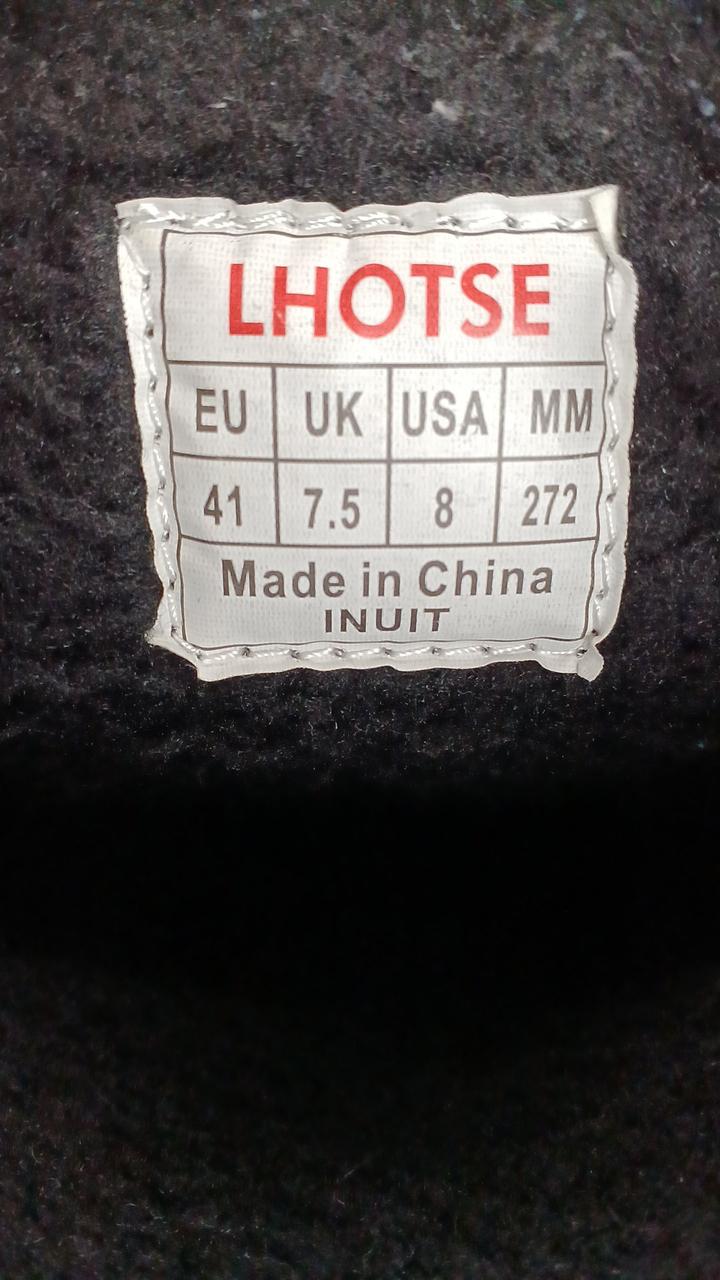 LHOTSE
EU UK USA MM
41 7.5 8 272
Made in China
INUIT